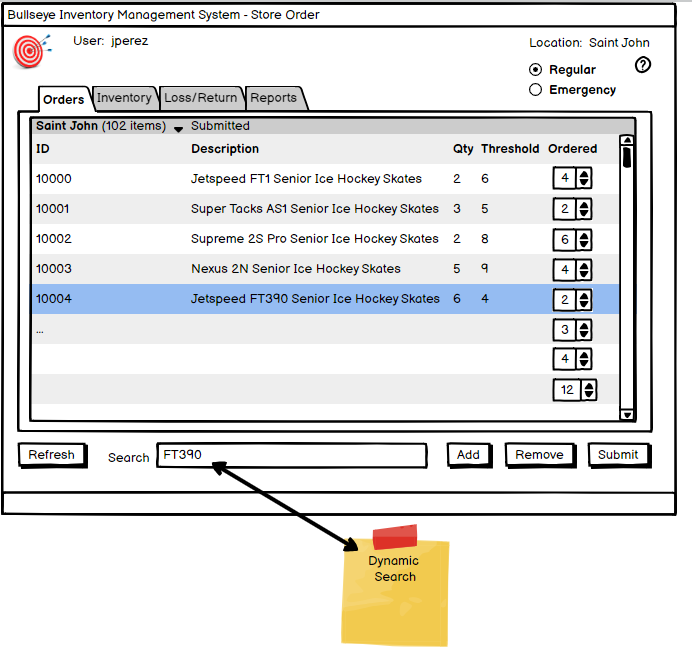 Bullseye Inventory Management System - Store Order
User: jperez
Location: Saint John
Regular
Emergency
?
Orders Inventory Loss/Return Reports
Saint John (102 items) Submitted
ID Description Qty Threshold Ordered
10000 Jetspeed FT1 Senior Ice Hockey Skates 2 6 4
10001 Super Tacks AS1 Senior Ice Hockey Skates 3 5 2
10002 Supreme 2S Pro Senior Ice Hockey Skates 2 8 6
10003 Nexus 2N Senior Ice Hockey Skates 5 9 4
10004 Jetspeed FT390 Senior Ice Hockey Skates 6 4 2
... 3
4
12
Refresh Search FT390 Add Remove Submit
Dynamic
Search